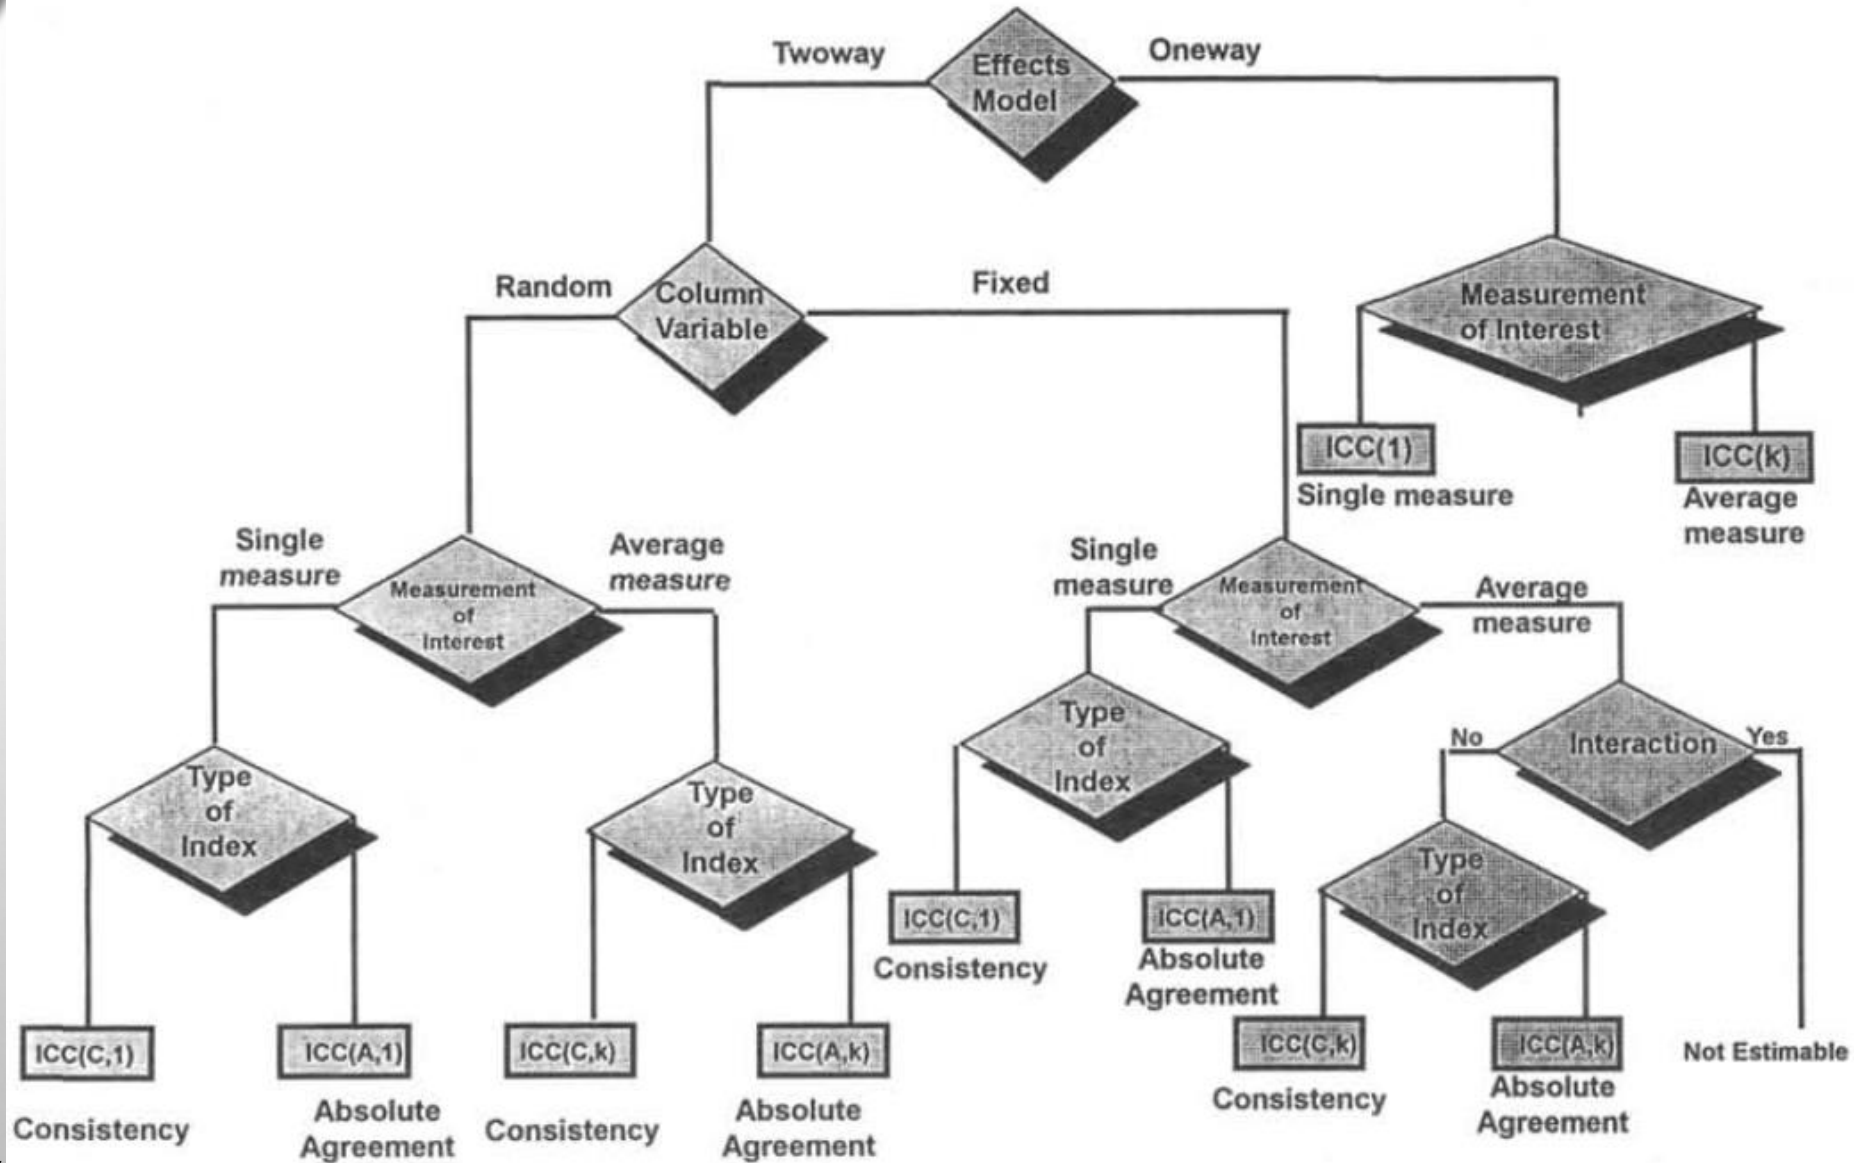 Twoway
Effects
Model
Oneway
Random
Column
Variable
Fixed
Measurement
of Interest
ICC(1)
Single measure
ICC(k)
Average
measure
Single
measure
Measurement
of
Interest
Average
measure
Single
measure
Measurement
of
Interest
Average
measure
Type
of
Index
No
Interaction
Yes
Type
of
Index
Type
of
Index
Type
of
Index
ICC(C,1)
Consistency
ICC(A,1)
Absolute
Agreement
ICC(C,1)
Consistency
ICC(A,1)
Absolute
Agreement
ICC(C,k)
Consistency
ICC(A,k)
Absolute
Agreement
ICC(C,k)
Consistency
ICC(A,k)
Absolute
Agreement
Not Estimable